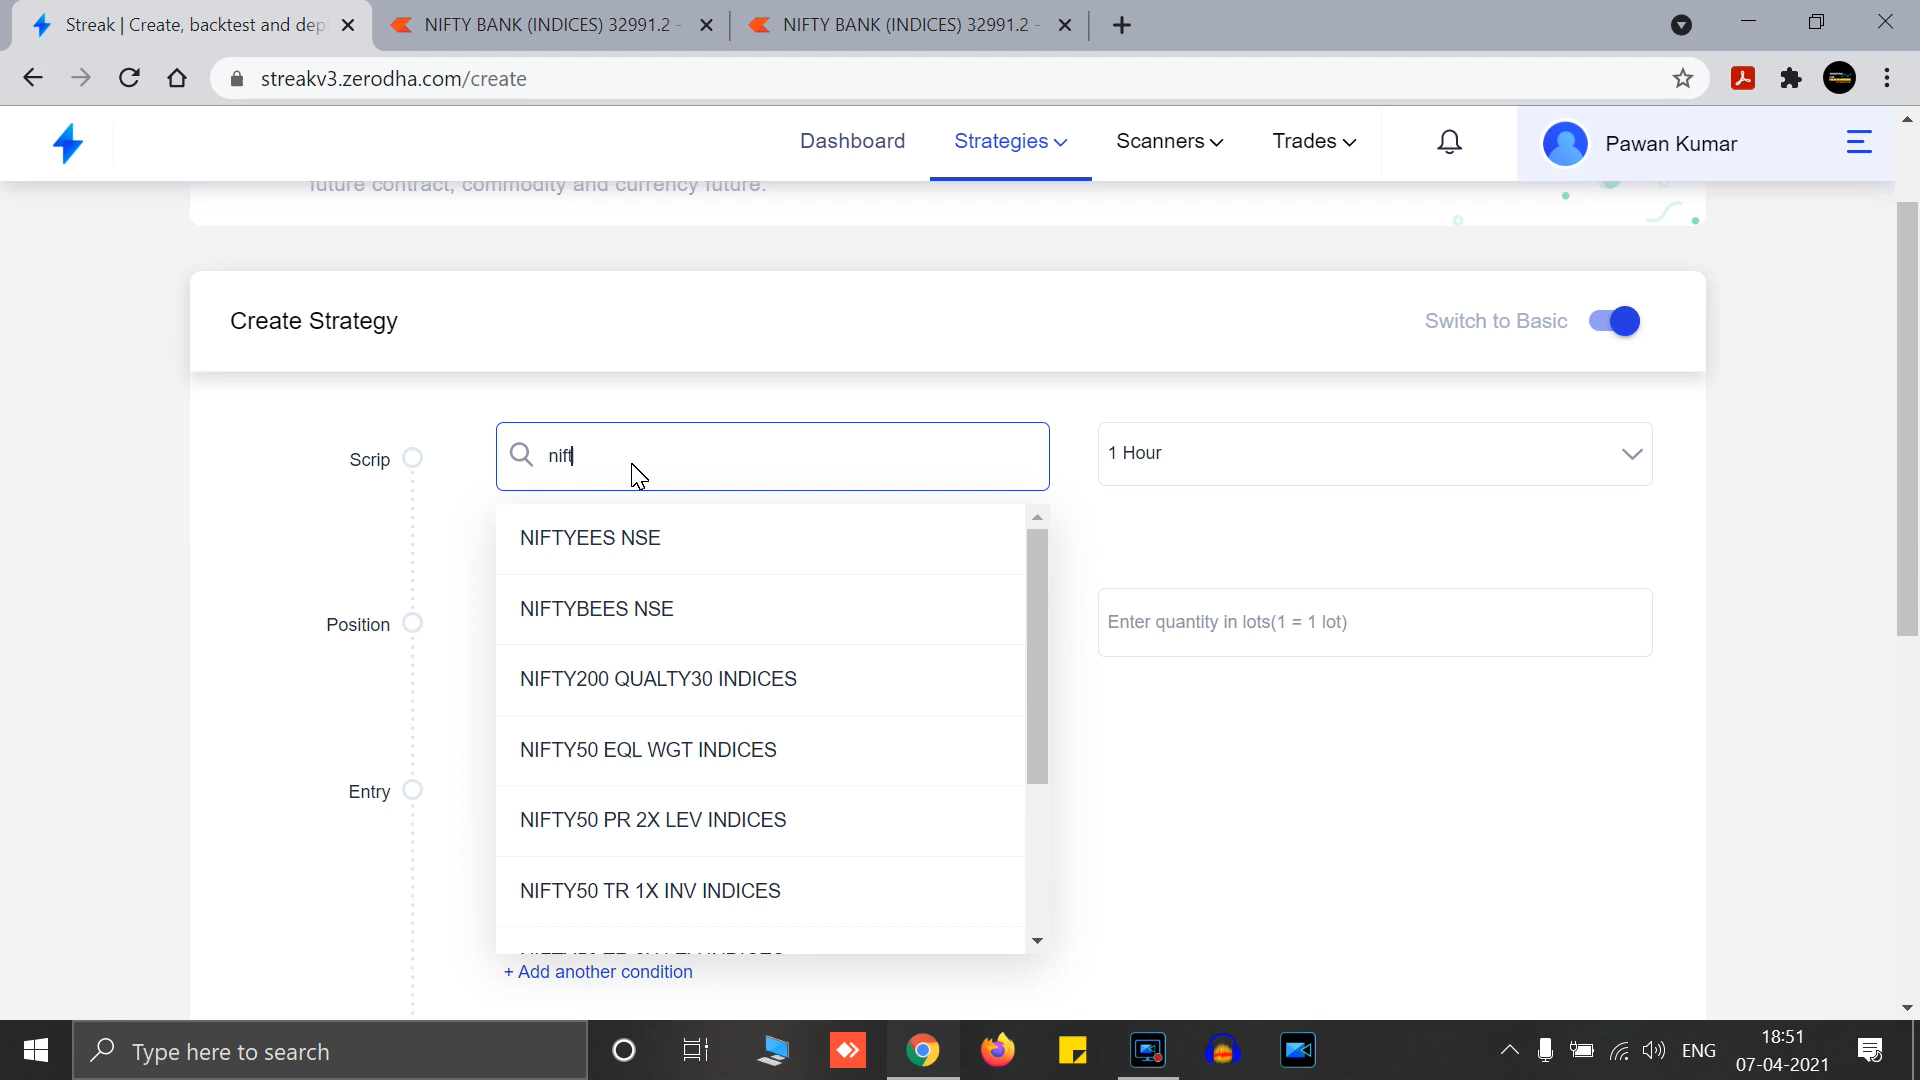 Streak | Create, backtest and dep
NIFTY BANK (INDICES) 32991.2 -
NIFTY BANK (INDICES) 32991.2 -
streakv3.zerodha.com/create
Dashboard
Strategies
Scanners
Trades
Pawan Kumar
future contract, commodity and currency future.
Create Strategy
Switch to Basic
Scrip
nift
1 Hour
NIFTYEES NSE
NIFTYBEES NSE
Position
Enter quantity in lots(1 = 1 lot)
NIFTY200 QUALTY30 INDICES
NIFTY50 EQL WGT INDICES
Entry
NIFTY50 PR 2X LEV INDICES
NIFTY50 TR 1X INV INDICES
+ Add another condition
Type here to search
ENG
18:51
07-04-2021